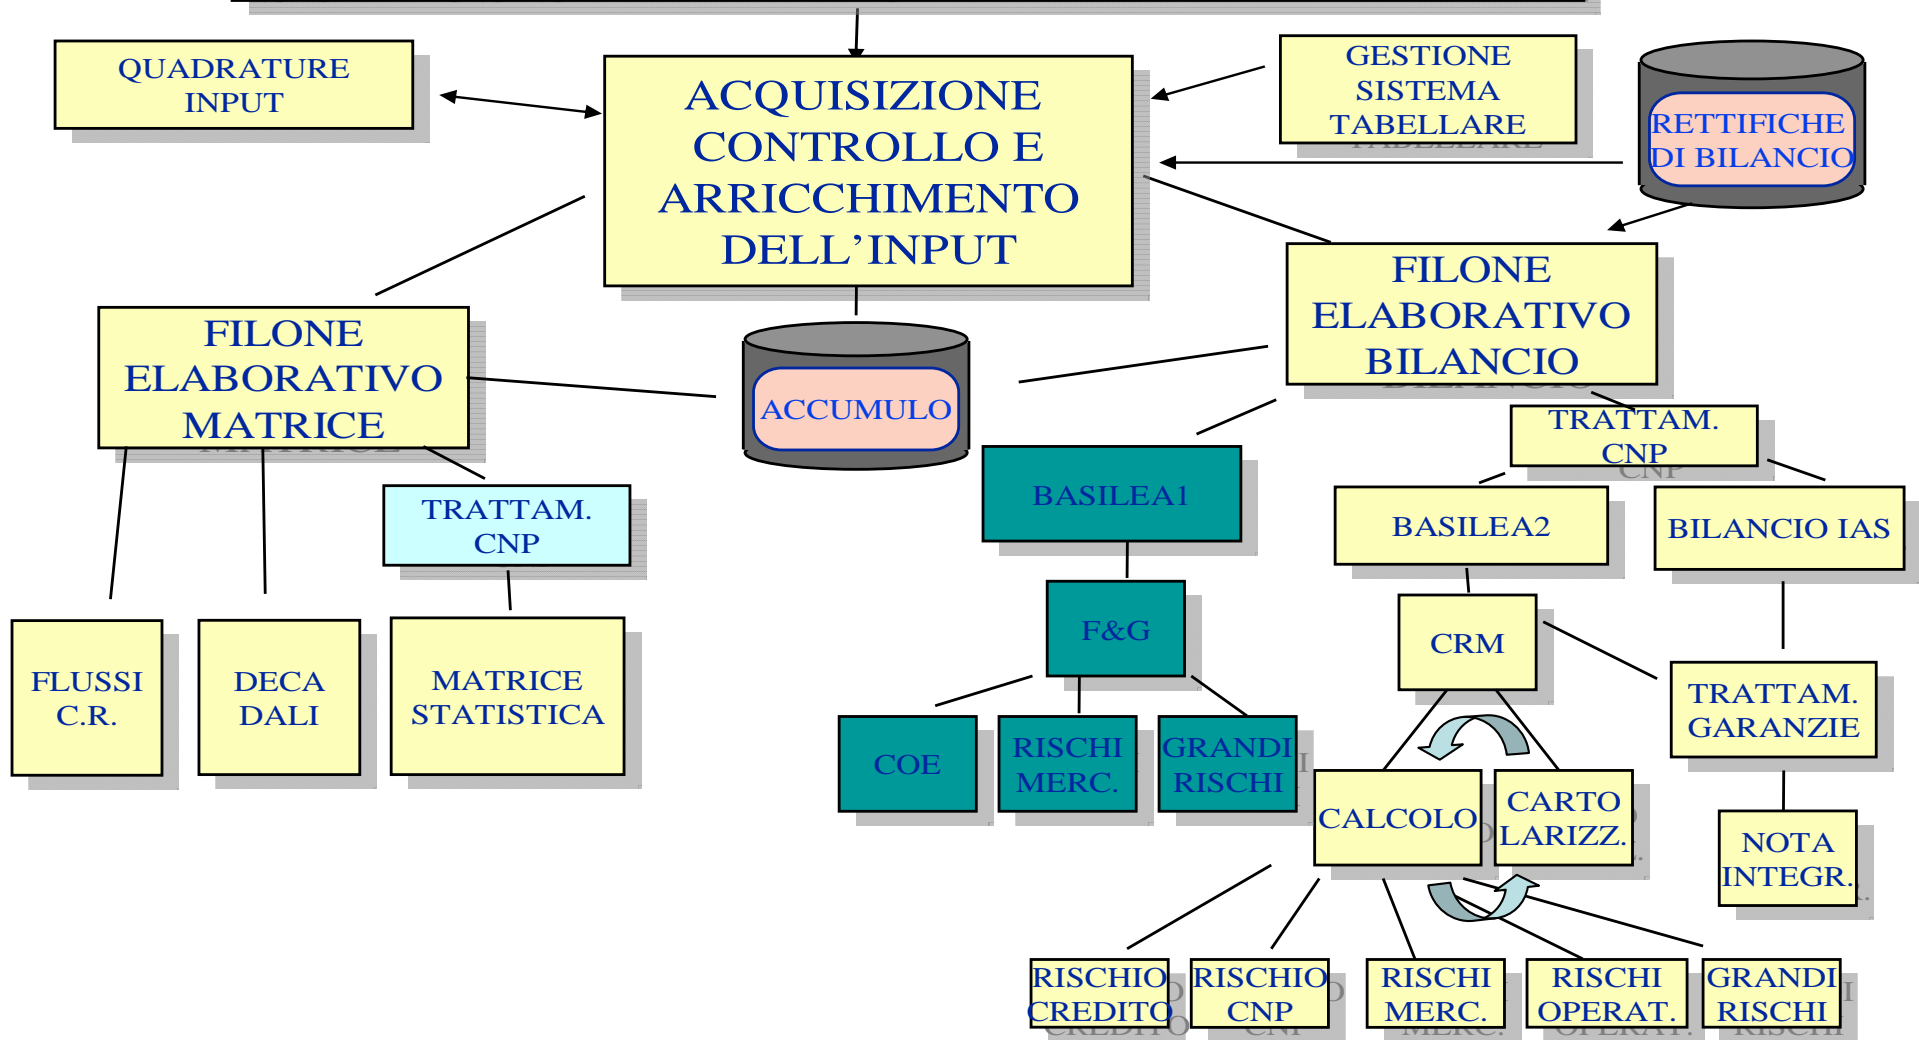 QUADRATURE
INPUT
ACQUISIZIONE
CONTROLLO E
ARRICCHIMENTO
DELL’INPUT
GESTIONE
SISTEMA
TABELLARE
RETTIFICHE
DI BILANCIO
FILONE
ELABORATIVO
MATRICE
ACCUMULO
FILONE
ELABORATIVO
BILANCIO
TRATTAM.
CNP
TRATTAM.
CNP
BASILEA1
BASILEA2
BILANCIO IAS
F&G
CRM
FLUSSI
C.R.
DECA
DALI
MATRICE
STATISTICA
TRATTAM.
GARANZIE
COE
RISCHI
MERC.
GRANDI
RISCHI
CALCOLO
CARTO
LARIZZ.
NOTA
INTEGR.
RISCHIO
CREDITO
RISCHIO
CNP
RISCHI
MERC.
RISCHI
OPERAT.
GRANDI
RISCHI